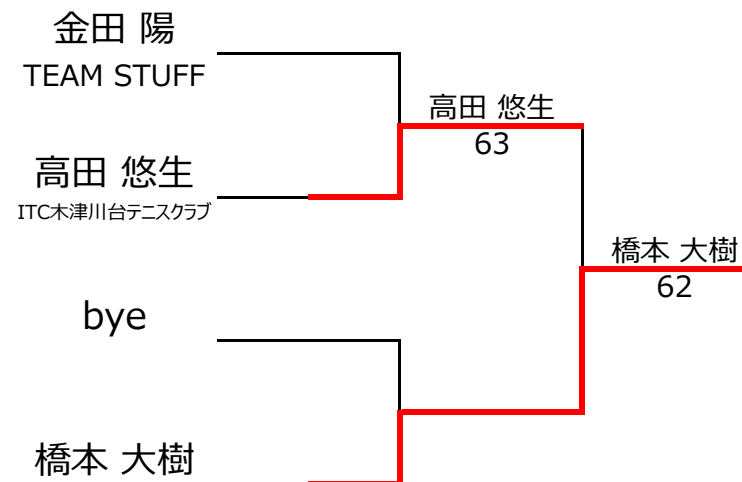 金田 陽
TEAM STUFF
高田 悠生
63
高田 悠生
ITC木津川台テニスクラブ
橋本 大樹
62
bye
橋本 大樹